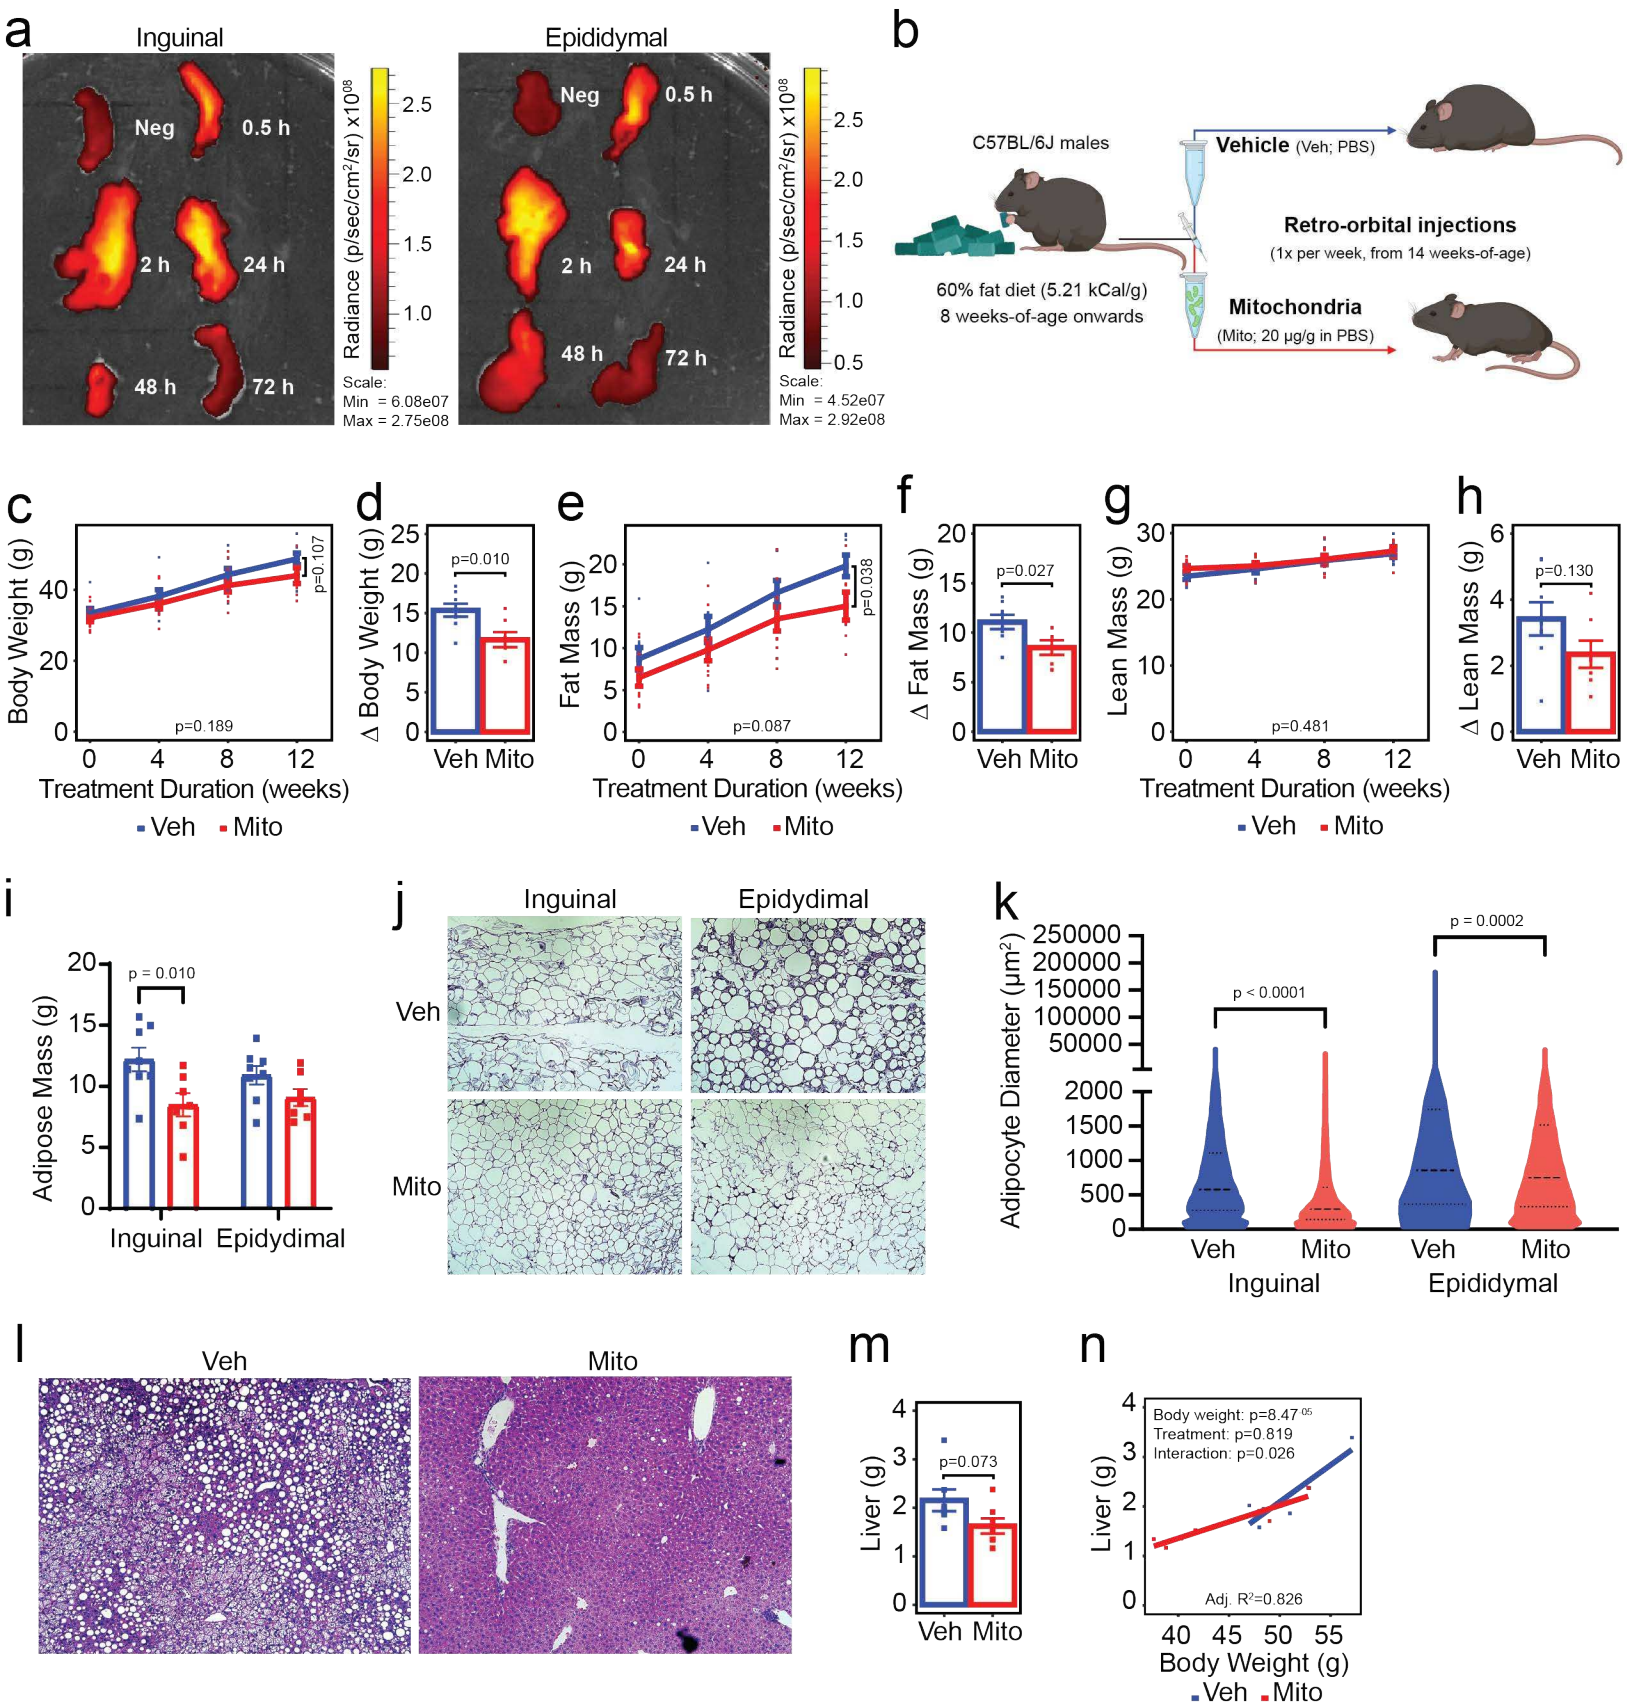 a
Inguinal
Neg
0.5 h
2 h
24 h
48 h
72 h
Radiance (p/sec/cm²/sr) x10⁰⁸
2.5
2.0
1.5
1.0
Scale:
Min = 6.08e07
Max = 2.75e08
Epididymal
Neg
0.5 h
2 h
24 h
48 h
72 h
Radiance (p/sec/cm²/sr) x10⁰⁸
2.5
2.0
1.5
1.0
0.5
Scale:
Min = 4.52e07
Max = 2.92e08
b
C57BL/6J males
60% fat diet (5.21 kCal/g)
8 weeks-of-age onwards
Vehicle (Veh; PBS)
Retro-orbital injections
(1x per week, from 14 weeks-of-age)
Mitochondria
(Mito; 20 µg/g in PBS)
c
Body Weight (g)
40
20
0
p=0.107
p=0.189
0 4 8 12
Treatment Duration (weeks)
Veh Mito
d
Δ Body Weight (g)
25
20
15
10
5
0
p=0.010
Veh Mito
e
Fat Mass (g)
20
15
10
5
0
p=0.038
p=0.087
0 4 8 12
Treatment Duration (weeks)
Veh Mito
f
Δ Fat Mass (g)
20
15
10
5
0
p=0.027
Veh Mito
g
Lean Mass (g)
30
20
10
0
p=0.481
0 4 8 12
Treatment Duration (weeks)
Veh Mito
h
Δ Lean Mass (g)
6
4
2
0
p=0.130
Veh Mito
i
Adipose Mass (g)
20
15
10
5
0
p = 0.010
Inguinal Epidydimal
j
Inguinal Epidydimal
Veh
Mito
k
Adipocyte Diameter (µm²)
250000
200000
150000
100000
50000
2000
1500
1000
500
0
p < 0.0001
p = 0.0002
Veh Mito Veh Mito
Inguinal Epididymal
l
Veh Mito
m
Liver (g)
4
3
2
1
0
p=0.073
Veh Mito
n
Liver (g)
4
3
2
1
0
Body weight: p=8.47⁻⁰⁵
Treatment: p=0.819
Interaction: p=0.026
Adj. R²=0.826
40 45 50 55
Body Weight (g)
Veh Mito